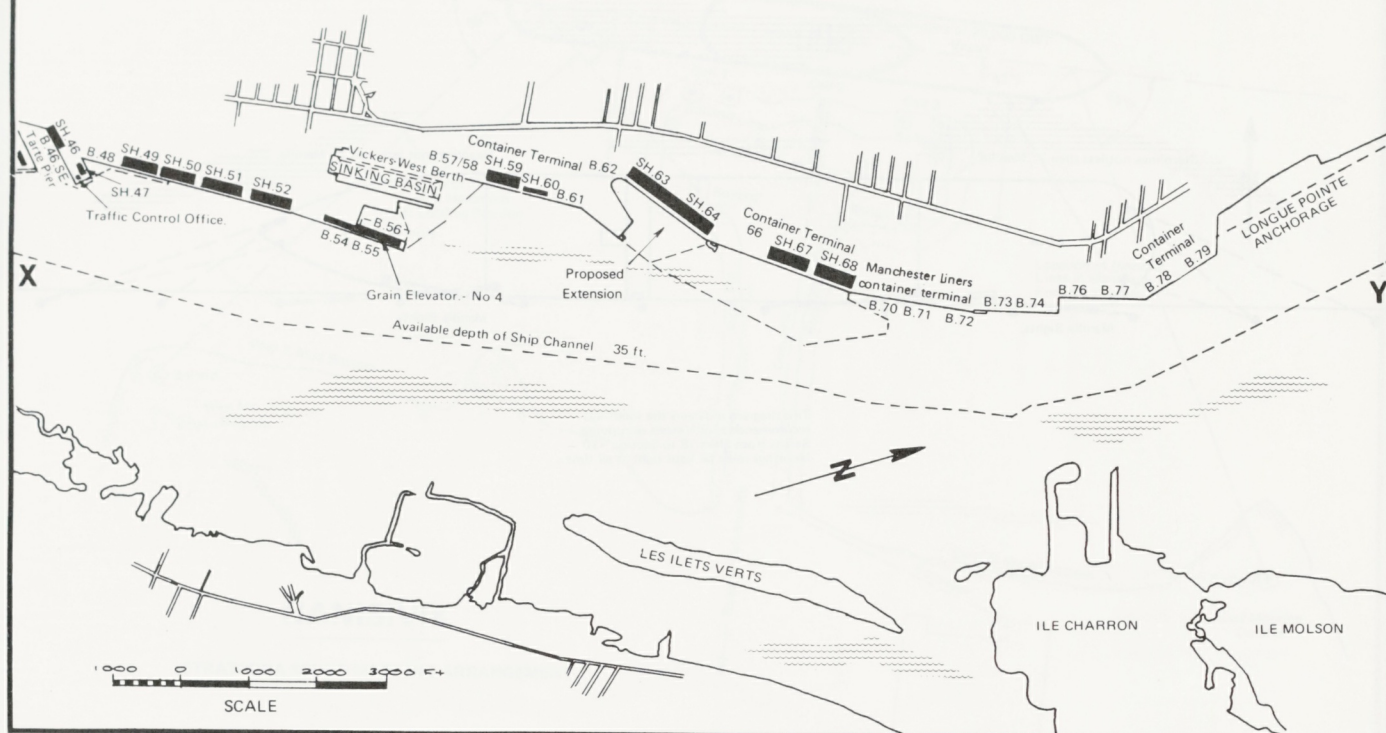 SH.46
B 46 SE.
Tarte Pier
B 48
SH.47
Traffic Control Office.
SH.49
SH.50
SH.51
SH.52
Vickers-West Berth
SINKING BASIN
B.56
B.54 B.55
Grain Elevator.- No 4
B 57/58
Container Terminal
SH.59
SH.60
B.61
B.62
SH.63
SH.64
Proposed
Extension
Container Terminal
66
SH.67
SH.68
Manchester Liners
container terminal
B.70 B.71 B.72
B.73 B.74
B.76 B.77
Container
Terminal
B.78 B.79
LONGUE POINTE
ANCHORAGE
X
Y
Available depth of Ship Channel 35 ft.
N
LES ILETS VERTS
ILE CHARRON
ILE MOLSON
1000 0 1000 2000 3000 Ft
SCALE